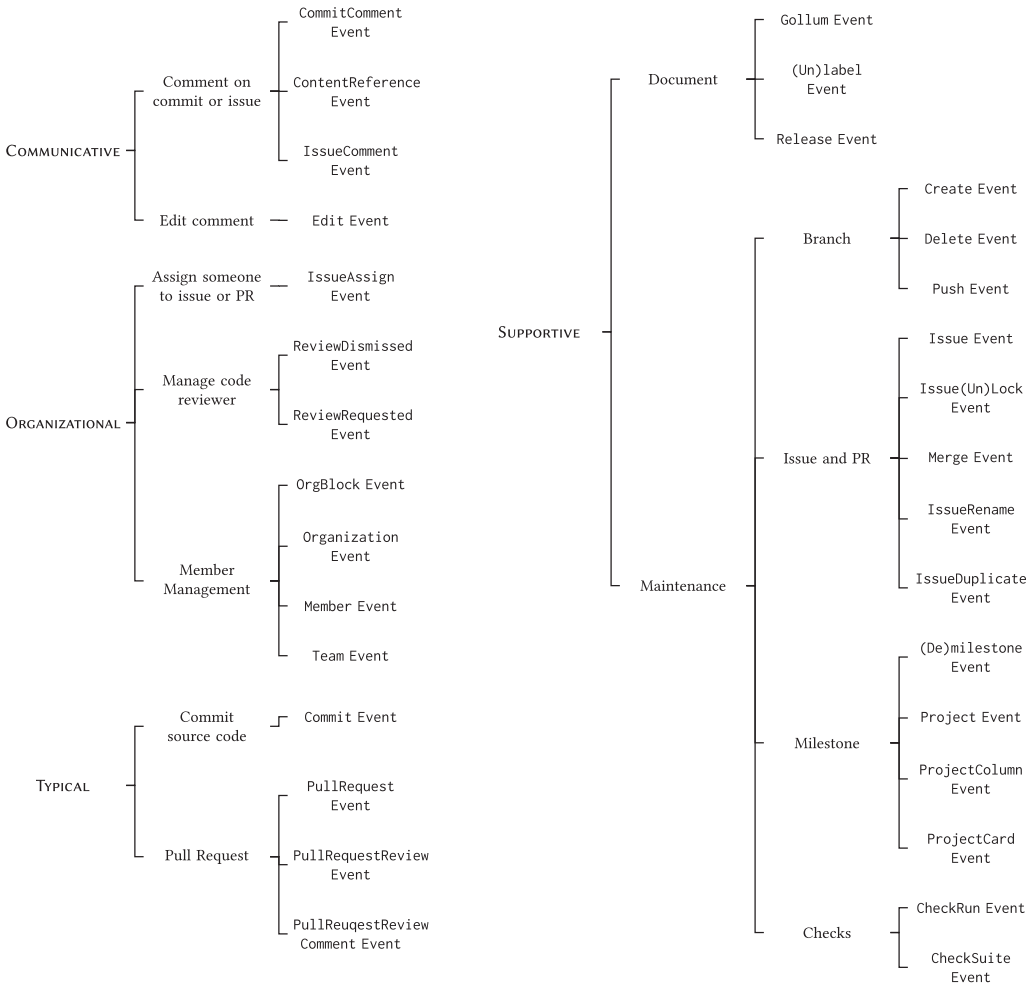 CommitComment
Event
Comment on
commit or issue
ContentReference
Event
IssueComment
Event
Communicative
Edit comment
Edit Event
Assign someone
to issue or PR
IssueAssign
Event
Organizational
Manage code
reviewer
ReviewDismissed
Event
ReviewRequested
Event
Member
Management
OrgBlock Event
Organization
Event
Member Event
Team Event
Typical
Commit
source code
Commit Event
Pull Request
PullRequest
Event
PullRequestReview
Event
PullReuqestReview
Comment Event
Supportive
Document
Gollum Event
(Un)label
Event
Release Event
Maintenance
Branch
Create Event
Delete Event
Push Event
Issue and PR
Issue Event
Issue(Un)Lock
Event
Merge Event
IssueRename
Event
IssueDuplicate
Event
Milestone
(De)milestone
Event
Project Event
ProjectColumn
Event
ProjectCard
Event
Checks
CheckRun Event
CheckSuite
Event